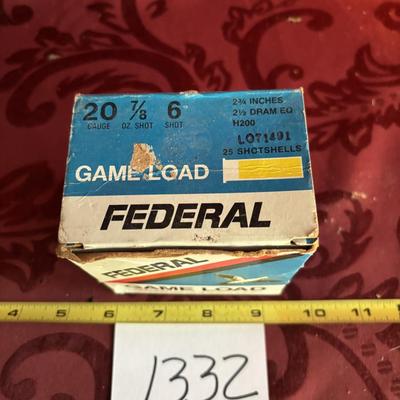 20 7/8 6
GAUGE OZ. SHOT SHOT
2¾ INCHES
2½ DRAM EQ
H200
LOT1491
25 SHOTSHELLS
GAME LOAD
FEDERAL
FEDERAL
GAME LOAD
4 5 6 7 8 9 10 11 12
1332